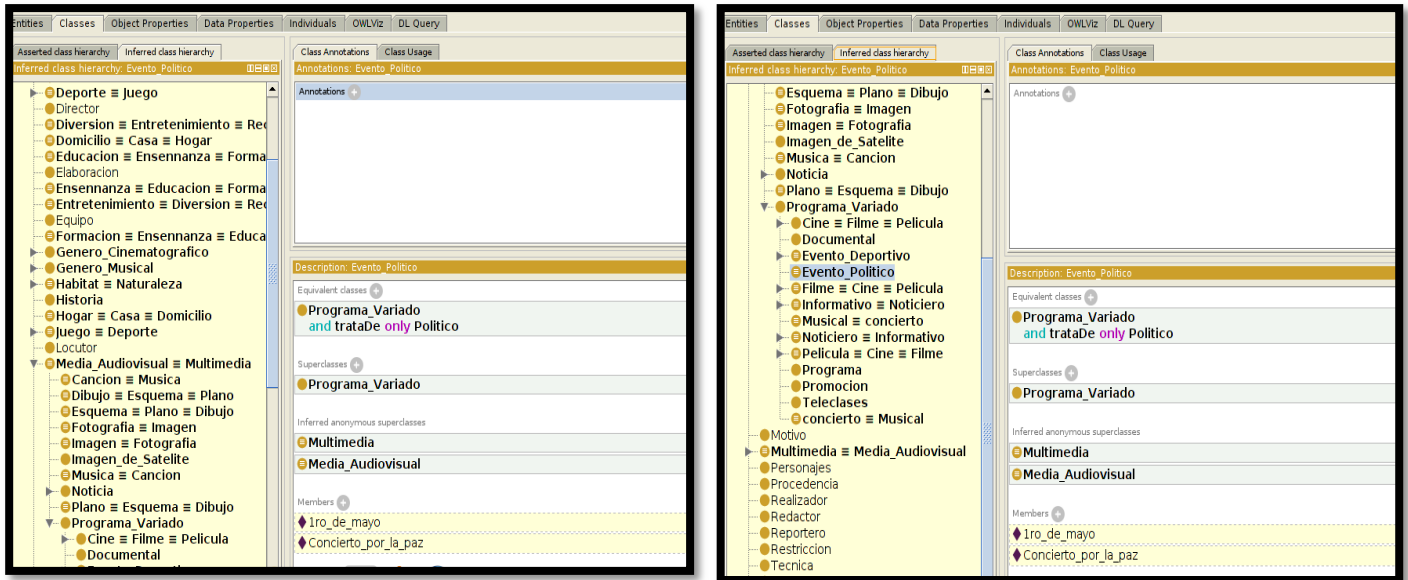 Entities Classes Object Properties Data Properties Individuals OWLViz DL Query
Asserted class hierarchy Inferred class hierarchy
Inferred class hierarchy: Evento_Politico
Deporte ≡ Juego
Director
Diversion ≡ Entretenimiento ≡ Rec
Domicilio ≡ Casa ≡ Hogar
Educacion ≡ Ensennanza ≡ Forma
Elaboracion
Ensennanza ≡ Educacion ≡ Forma
Entretenimiento ≡ Diversion ≡ Rec
Equipo
Formacion ≡ Ensennanza ≡ Educa
Genero_Cinematografico
Genero_Musical
Habitat ≡ Naturaleza
Historia
Hogar ≡ Casa ≡ Domicilio
Juego ≡ Deporte
Locutor
Media_Audiovisual ≡ Multimedia
Cancion ≡ Musica
Dibujo ≡ Esquema ≡ Plano
Esquema ≡ Plano ≡ Dibujo
Fotografia ≡ Imagen
Imagen ≡ Fotografia
Imagen_de_Satelite
Musica ≡ Cancion
Noticia
Plano ≡ Esquema ≡ Dibujo
Programa_Variado
Cine ≡ Filme ≡ Pelicula
Documental
Class Annotations Class Usage
Annotations: Evento_Politico
Annotations
Description: Evento_Politico
Equivalent classes
Programa_Variado
and trataDe only Politico
Superclasses
Programa_Variado
Inferred anonymous superclasses
Multimedia
Media_Audiovisual
Members
1ro_de_mayo
Concierto_por_la_paz
Entities Classes Object Properties Data Properties Individuals OWLViz DL Query
Asserted class hierarchy Inferred class hierarchy
Inferred class hierarchy: Evento_Politico
Esquema ≡ Plano ≡ Dibujo
Fotografia ≡ Imagen
Imagen ≡ Fotografia
Imagen_de_Satelite
Musica ≡ Cancion
Noticia
Plano ≡ Esquema ≡ Dibujo
Programa_Variado
Cine ≡ Filme ≡ Pelicula
Documental
Evento_Deportivo
Evento_Politico
Filme ≡ Cine ≡ Pelicula
Informativo ≡ Noticiero
Musical ≡ concierto
Noticiero ≡ Informativo
Pelicula ≡ Cine ≡ Filme
Programa
Promocion
Teleclases
concierto ≡ Musical
Motivo
Multimedia ≡ Media_Audiovisual
Personajes
Procedencia
Realizador
Redactor
Reportero
Restriccion
Tecnica
Class Annotations Class Usage
Annotations: Evento_Politico
Annotations
Description: Evento_Politico
Equivalent classes
Programa_Variado
and trataDe only Politico
Superclasses
Programa_Variado
Inferred anonymous superclasses
Multimedia
Media_Audiovisual
Members
1ro_de_mayo
Concierto_por_la_paz